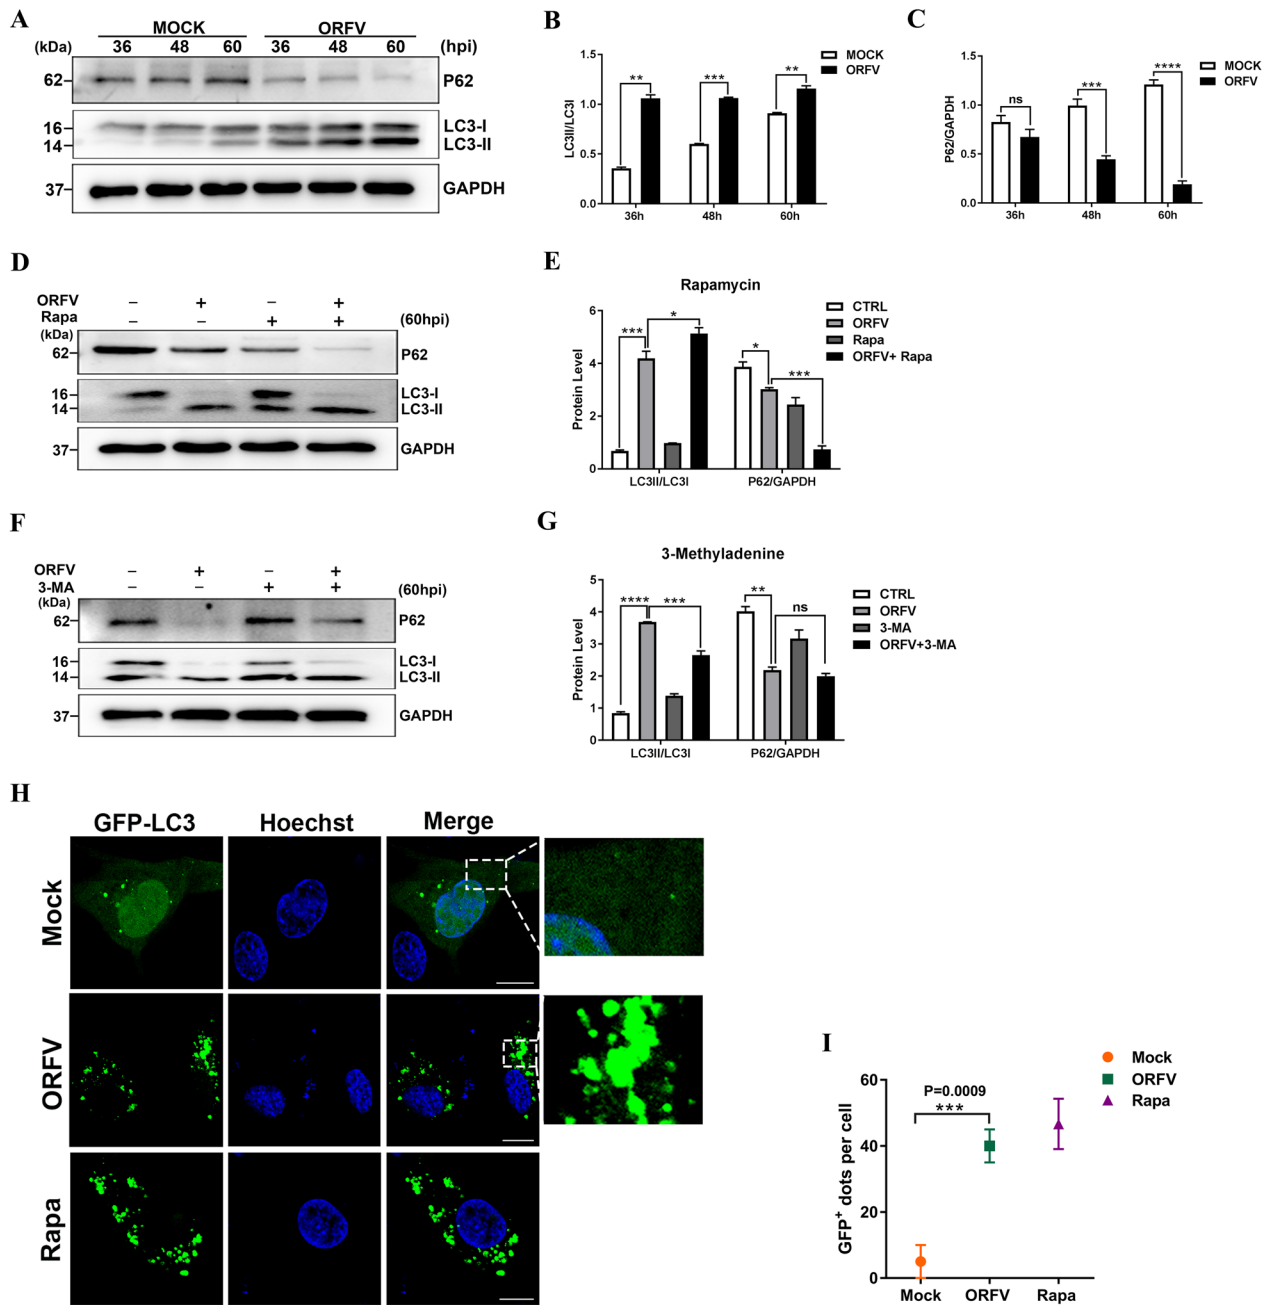 A
MOCK ORFV
(kDa) 36 48 60 36 48 60 (hpi)
62 P62
16 LC3-I
14 LC3-II
37 GAPDH
B
MOCK
ORFV
LC3II/LC3I
1.5
1.0
0.5
0.0
** *** **
36h 48h 60h
C
MOCK
ORFV
P62/GAPDH
1.5
1.0
0.5
0.0
ns *** ****
36h 48h 60h
D
ORFV − + − +
Rapa − − + + (60hpi)
(kDa)
62 P62
16 LC3-I
14 LC3-II
37 GAPDH
E
Rapamycin
CTRL
ORFV
Rapa
ORFV+ Rapa
Protein Level
6
4
2
0
*** * * ***
LC3II/LC3I P62/GAPDH
F
ORFV − + − +
3-MA − − + + (60hpi)
(kDa)
62 P62
16 LC3-I
14 LC3-II
37 GAPDH
G
3-Methyladenine
CTRL
ORFV
3-MA
ORFV+3-MA
Protein Level
5
4
3
2
1
0
**** *** ** ns
LC3II/LC3I P62/GAPDH
H
GFP-LC3 Hoechst Merge
Mock
ORFV
Rapa
I
Mock
ORFV
Rapa
GFP+ dots per cell
60
40
20
0
P=0.0009
***
Mock ORFV Rapa